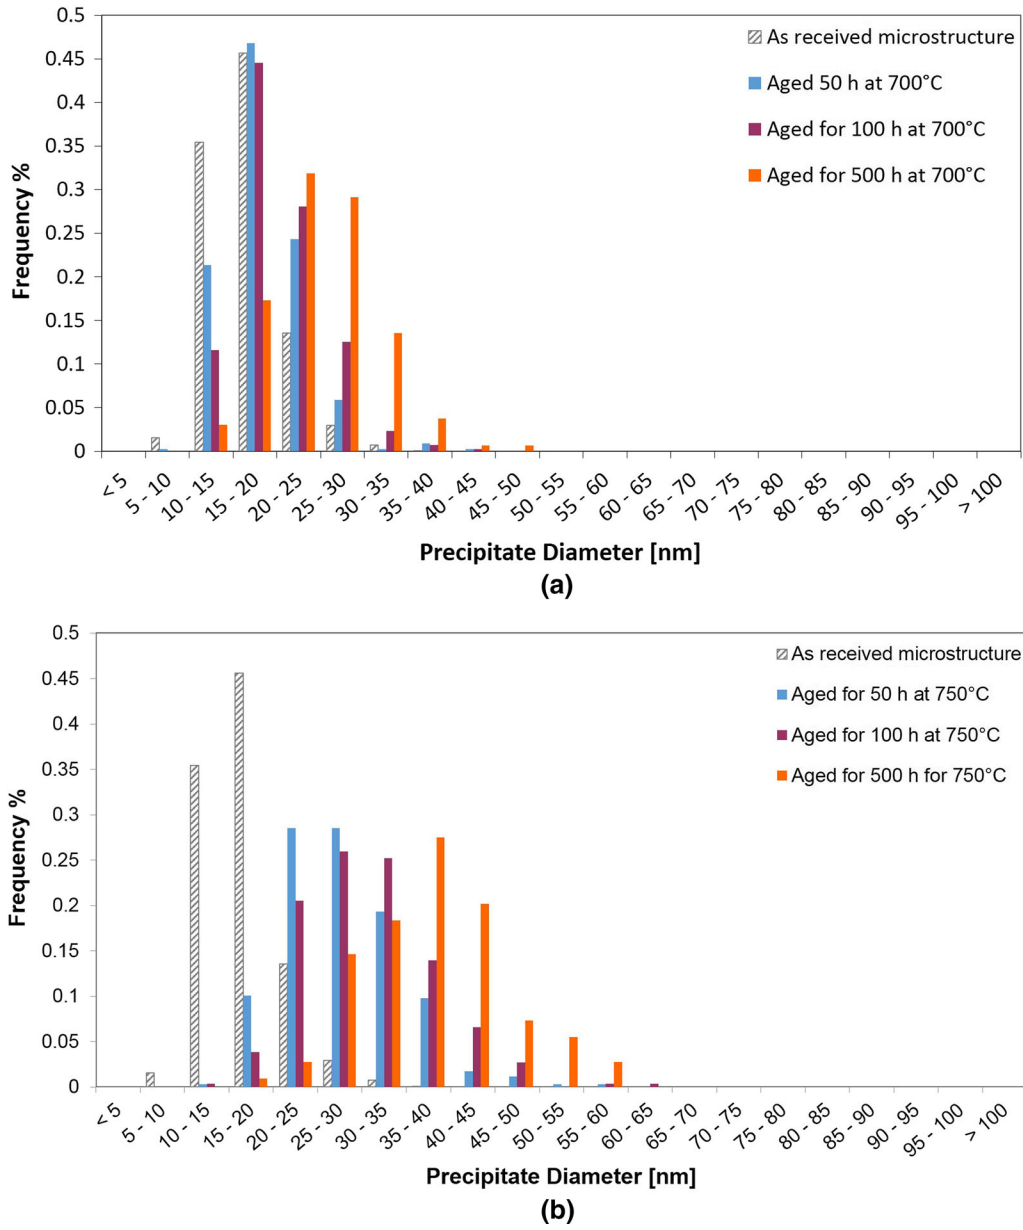 0.5
0.45
0.4
0.35
0.3
0.25
0.2
0.15
0.1
0.05
0
Frequency %
As received microstructure
Aged 50 h at 700°C
Aged for 100 h at 700°C
Aged for 500 h at 700°C
< 5
5 - 10
10 - 15
15 - 20
20 - 25
25 - 30
30 - 35
35 - 40
40 - 45
45 - 50
50 - 55
55 - 60
60 - 65
65 - 70
70 - 75
75 - 80
80 - 85
85 - 90
90 - 95
95 - 100
> 100
Precipitate Diameter [nm]
(a)
0.5
0.45
0.4
0.35
0.3
0.25
0.2
0.15
0.1
0.05
0
Frequency %
As received microstructure
Aged for 50 h at 750°C
Aged for 100 h at 750°C
Aged for 500 h for 750°C
< 5
5 - 10
10 - 15
15 - 20
20 - 25
25 - 30
30 - 35
35 - 40
40 - 45
45 - 50
50 - 55
55 - 60
60 - 65
65 - 70
70 - 75
75 - 80
80 - 85
85 - 90
90 - 95
95 - 100
> 100
Precipitate Diameter [nm]
(b)